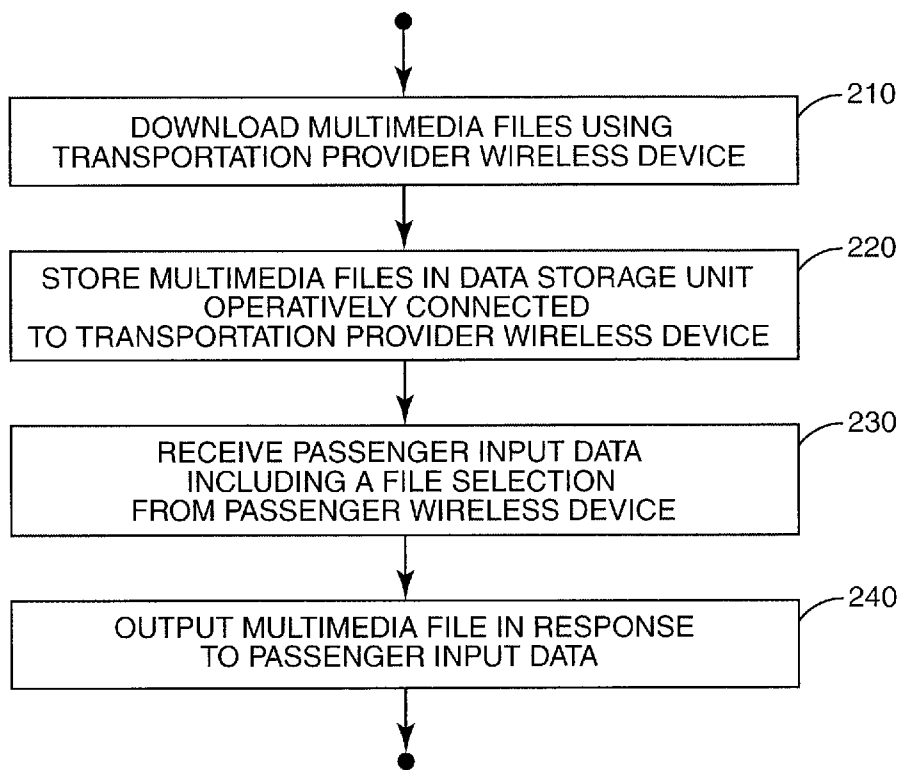 210
DOWNLOAD MULTIMEDIA FILES USING
TRANSPORTATION PROVIDER WIRELESS DEVICE
220
STORE MULTIMEDIA FILES IN DATA STORAGE UNIT
OPERATIVELY CONNECTED
TO TRANSPORTATION PROVIDER WIRELESS DEVICE
230
RECEIVE PASSENGER INPUT DATA
INCLUDING A FILE SELECTION
FROM PASSENGER WIRELESS DEVICE
240
OUTPUT MULTIMEDIA FILE IN RESPONSE
TO PASSENGER INPUT DATA